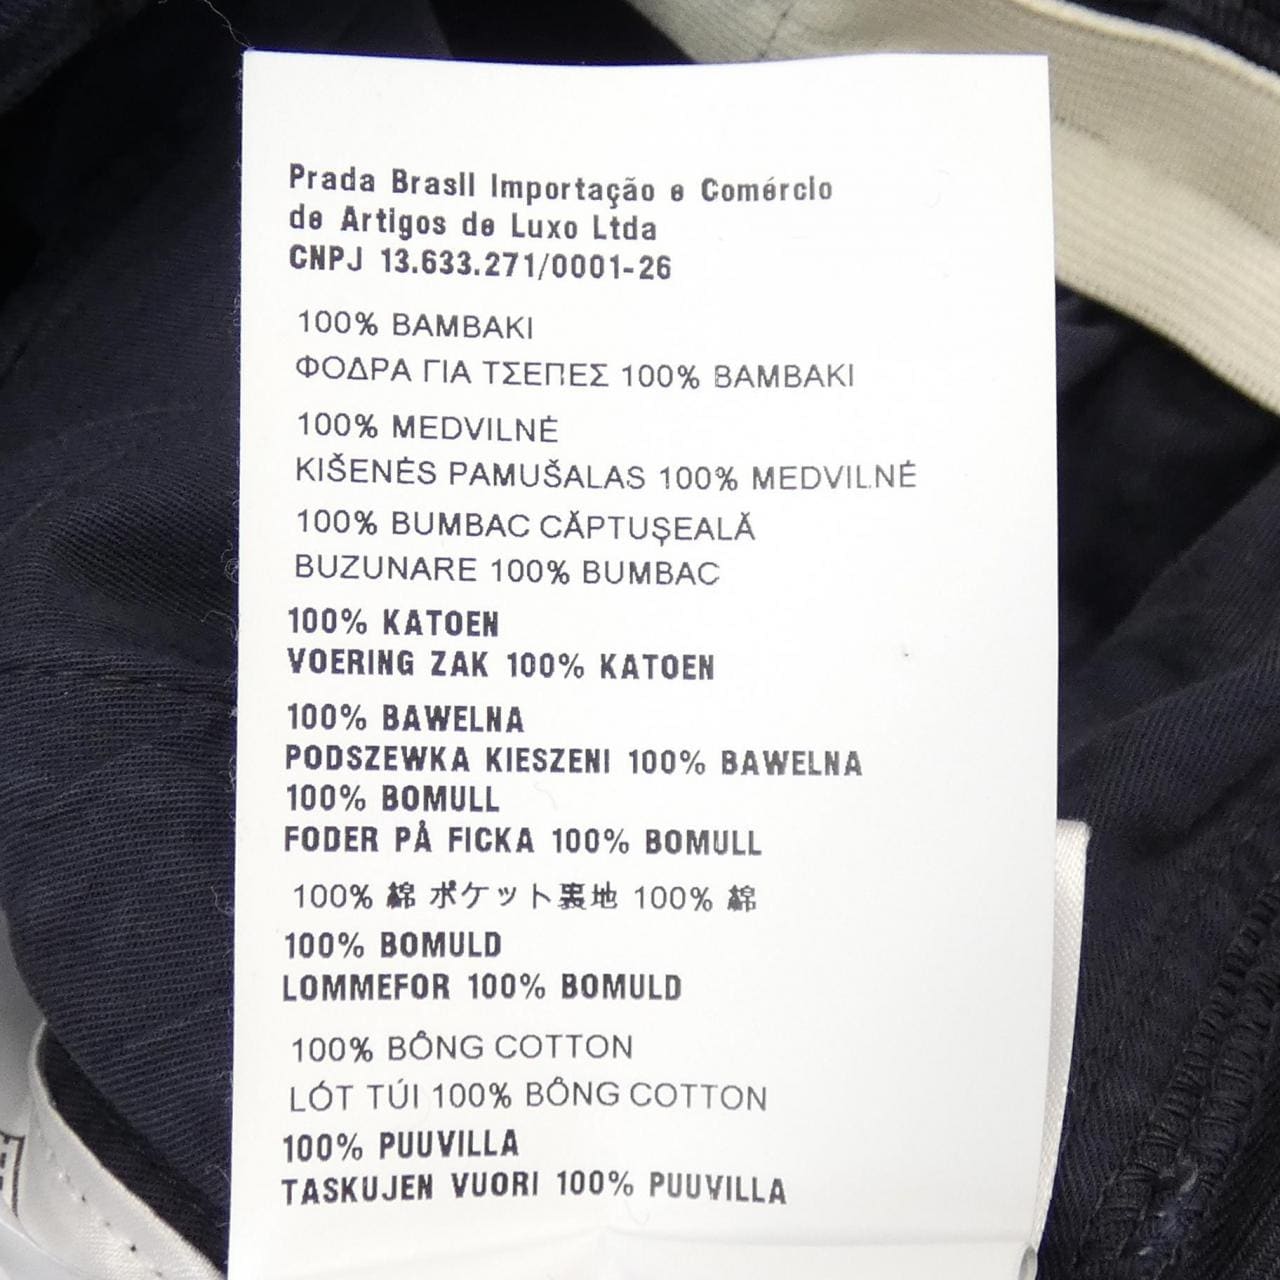 Prada Brasil Importação e Comércio
de Artigos de Luxo Ltda
CNPJ 13.633.271/0001-26
100% BAMBAKI
ΦΟΔΡΑ ΓΙΑ ΤΣΕΠΕΣ 100% BAMBAKI
100% MEDVILNĖ
KIŠENĖS PAMUŠALAS 100% MEDVILNĖ
100% BUMBAC CĂPTUȘEALĂ
BUZUNARE 100% BUMBAC
100% KATOEN
VOERING ZAK 100% KATOEN
100% BAWELNA
PODSZEWKA KIESZENI 100% BAWELNA
100% BOMULL
FODER PÅ FICKA 100% BOMULL
100% 綿 ポケット裏地 100% 綿
100% BOMULD
LOMMEFOR 100% BOMULD
100% BÔNG COTTON
LÓT TÚI 100% BÔNG COTTON
100% PUUVILLA
TASKUJEN VUORI 100% PUUVILLA